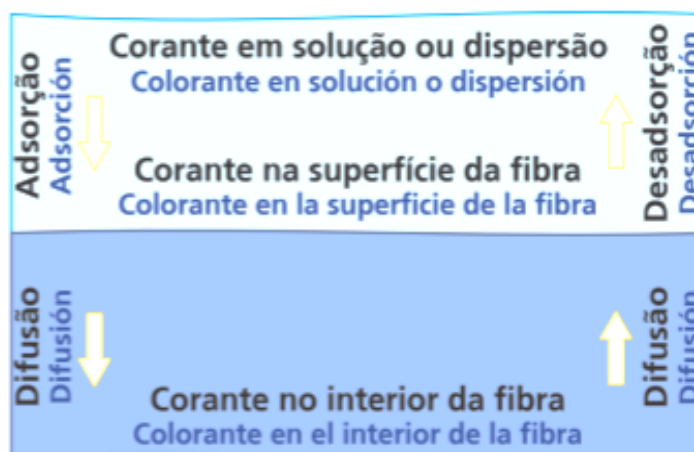 Corante em solução ou dispersão
Colorante en solución o dispersión
Adsorção
Adsorción
Desadsorção
Desadsorción
Corante na superfície da fibra
Colorante en la superficie de la fibra
Difusão
Difusión
Difusão
Difusión
Corante no interior da fibra
Colorante en el interior de la fibra